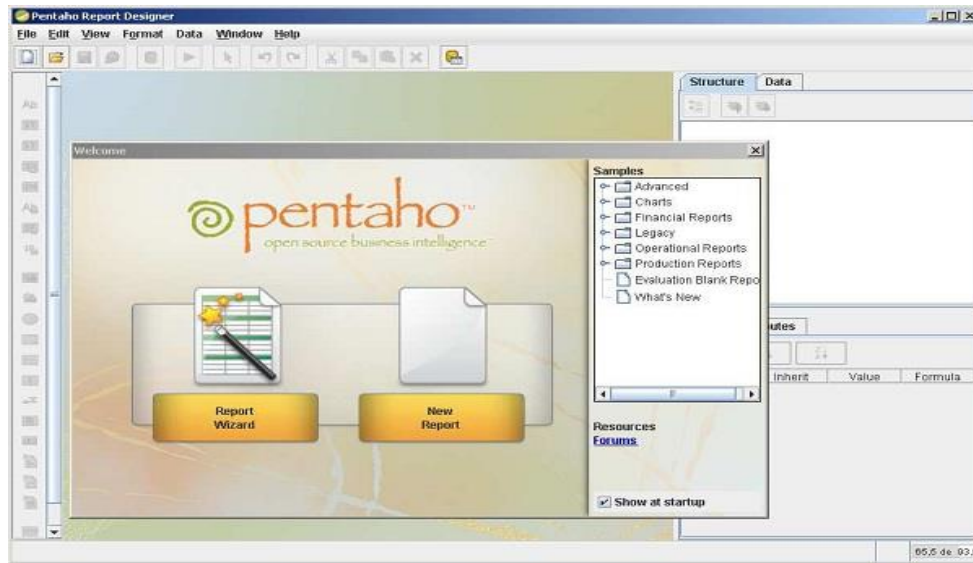 Pentaho Report Designer
File Edit View Format Data Window Help
Structure Data
Welcome
pentaho™
open source business intelligence
Report
Wizard
New
Report
Samples
Advanced
Charts
Financial Reports
Legacy
Operational Reports
Production Reports
Evaluation Blank Repo
What's New
Resources
Forums
Show at startup
utes
Inherit Value Formula